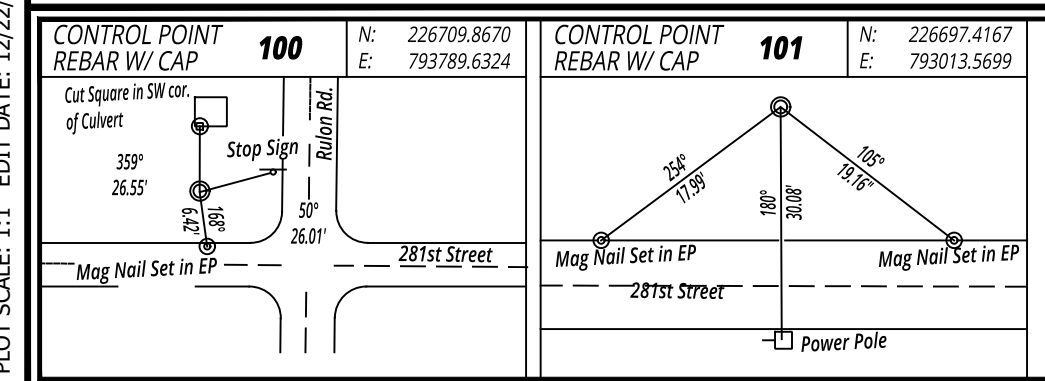 PLOT SCALE: 1:1 EDIT DATE: 12/22/
CONTROL POINT
REBAR W/ CAP
100
N: 226709.8670
E: 793789.6324
Cut Square in SW cor.
of Culvert
Stop Sign
Rulon Rd.
359°
26.55'
168°
6.42'
50°
26.01'
281st Street
Mag Nail Set in EP
CONTROL POINT
REBAR W/ CAP
101
N: 226697.4167
E: 793013.5699
254°
17.99'
105°
19.16"
180°
30.08'
Mag Nail Set in EP
Mag Nail Set in EP
281st Street
Power Pole